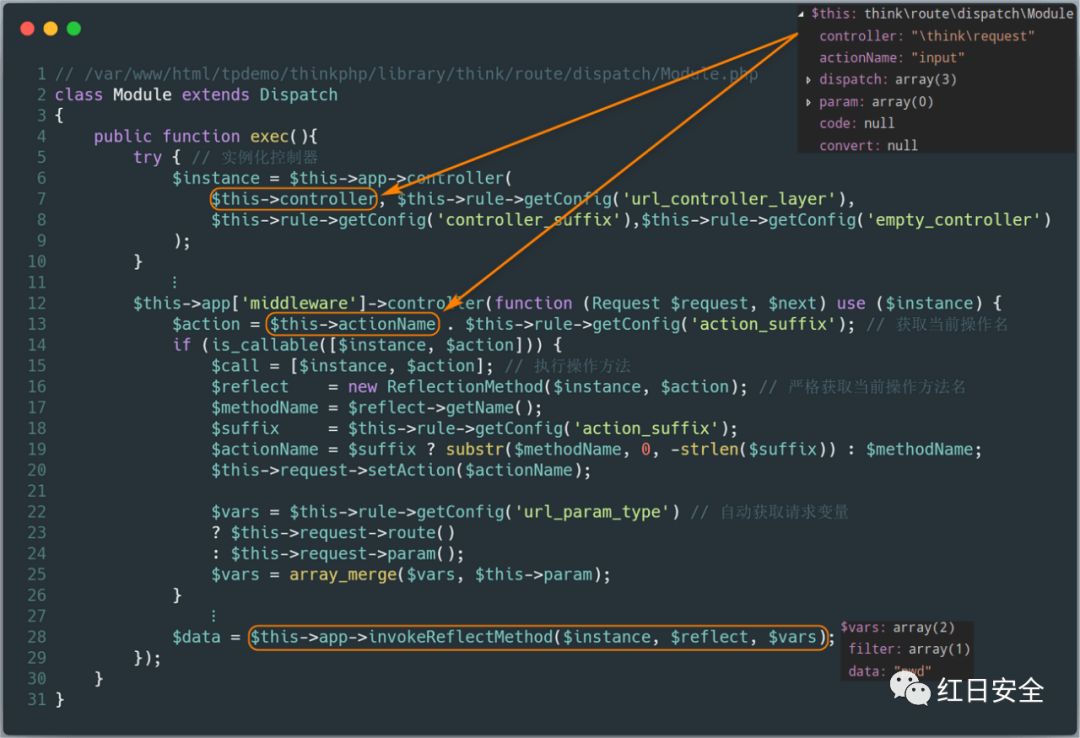 1 // /var/www/html/tpdemo/thinkphp/library/think/route/dispatch/Module.php
2 class Module extends Dispatch
3 {
4 public function exec(){
5 try { // 实例化控制器
6 $instance = $this->app->controller(
7 $this->controller, $this->rule->getConfig('url_controller_layer'),
8 $this->rule->getConfig('controller_suffix'),$this->rule->getConfig('empty_controller')
9 );
10 }
11 ⋮
12 $this->app['middleware']->controller(function (Request $request, $next) use ($instance) {
13 $action = $this->actionName . $this->rule->getConfig('action_suffix'); // 获取当前操作名
14 if (is_callable([$instance, $action])) {
15 $call = [$instance, $action]; // 执行操作方法
16 $reflect = new ReflectionMethod($instance, $action); // 严格获取当前操作方法名
17 $methodName = $reflect->getName();
18 $suffix = $this->rule->getConfig('action_suffix');
19 $actionName = $suffix ? substr($methodName, 0, -strlen($suffix)) : $methodName;
20 $this->request->setAction($actionName);
21
22 $vars = $this->rule->getConfig('url_param_type') // 自动获取请求变量
23 ? $this->request->route()
24 : $this->request->param();
25 $vars = array_merge($vars, $this->param);
26 }
27 ⋮
28 $data = $this->app->invokeReflectMethod($instance, $reflect, $vars);
29 });
30 }
31 }
$this: think\route\dispatch\Module
controller: "\think\request"
actionName: "input"
dispatch: array(3)
param: array(0)
code: null
convert: null
$vars: array(2)
filter: array(1)
data: "pwd"
红日安全